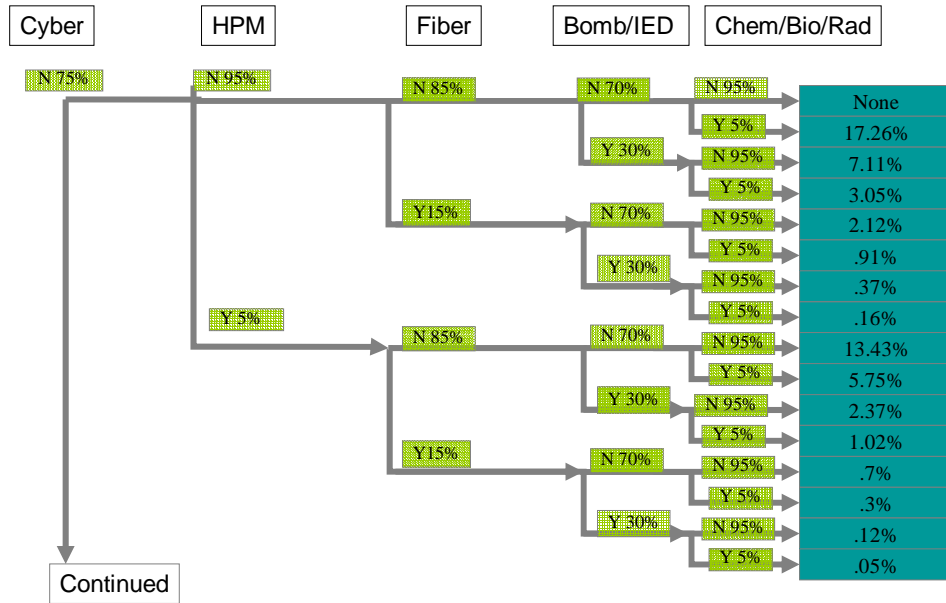 Cyber HPM Fiber Bomb/IED Chem/Bio/Rad
N 75% N 95% N 85% N 70% N 95% None
Y 5% 17.26%
Y 30% N 95% 7.11%
Y 5% 3.05%
Y15% N 70% N 95% 2.12%
Y 5% .91%
Y 30% N 95% .37%
Y 5% .16%
Y 5% N 85% N 70% N 95% 13.43%
Y 5% 5.75%
Y 30% N 95% 2.37%
Y 5% 1.02%
Y15% N 70% N 95% .7%
Y 5% .3%
Y 30% N 95% .12%
Y 5% .05%
Continued